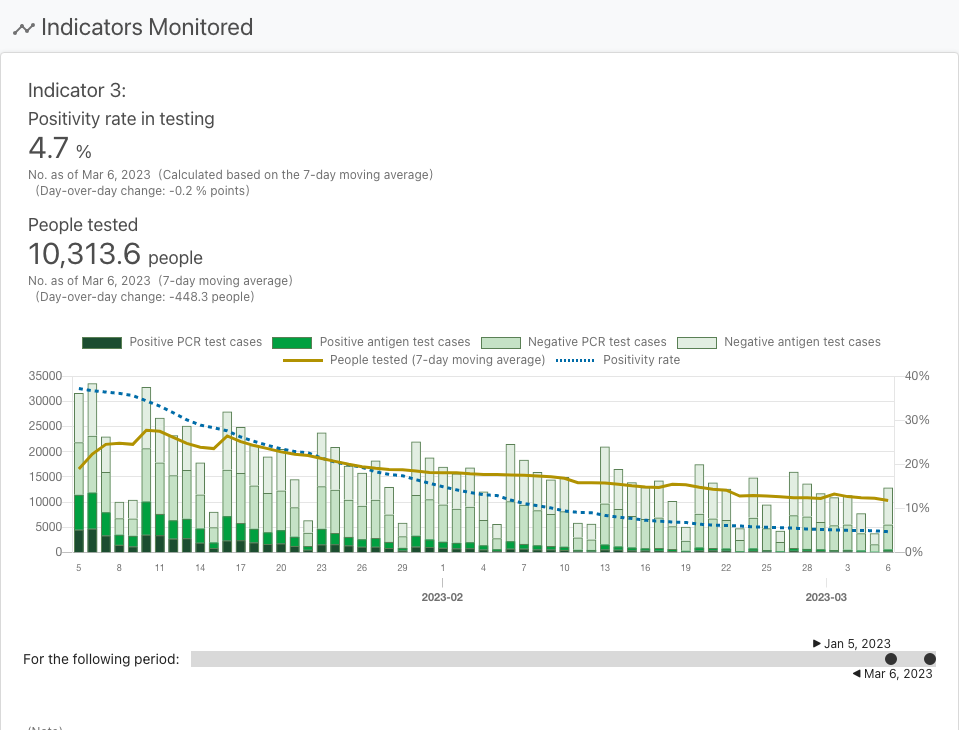 Indicators Monitored
Indicator 3:
Positivity rate in testing
4.7 %
No. as of Mar 6, 2023 (Calculated based on the 7-day moving average)
(Day-over-day change: -0.2 % points)
People tested
10,313.6 people
No. as of Mar 6, 2023 (7-day moving average)
(Day-over-day change: -448.3 people)
Positive PCR test cases Positive antigen test cases Negative PCR test cases Negative antigen test cases
People tested (7-day moving average) Positivity rate
35000 40%
30000
25000 30%
20000
15000 20%
10000 10%
5000
0 0%
5 8 11 14 17 20 23 26 29 1 4 7 10 13 16 19 22 25 28 3 6
2023-02 2023-03
▶ Jan 5, 2023
For the following period:
◀ Mar 6, 2023
(Note)